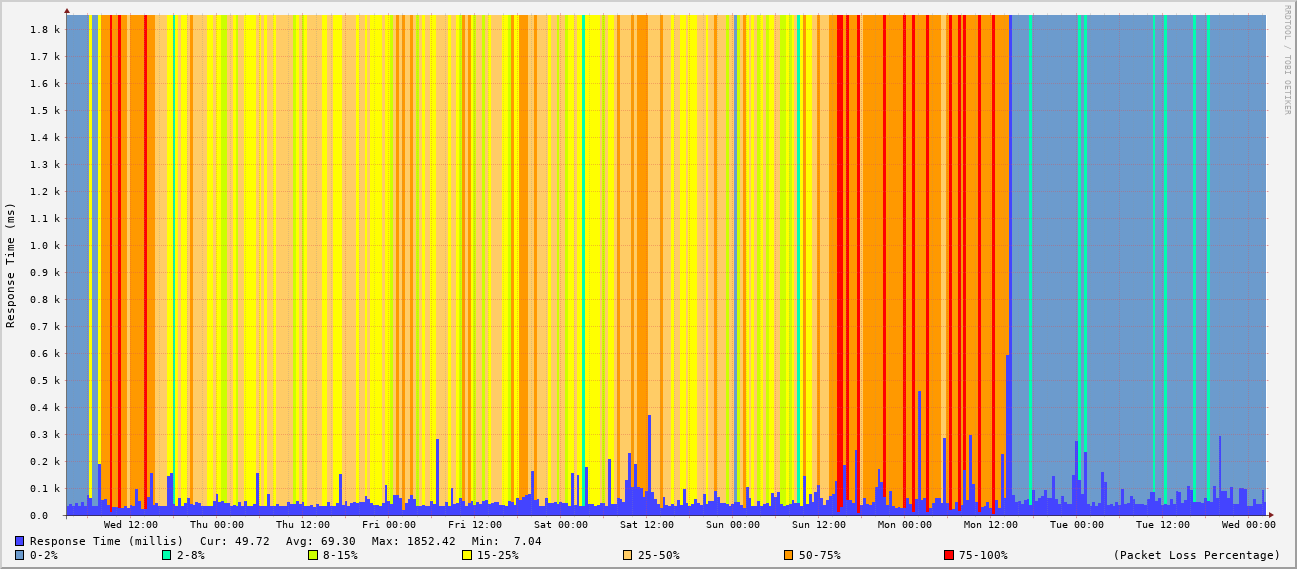 RRDTOOL / TOBI OETIKER
Response Time (ms)
1.8 k
1.7 k
1.6 k
1.5 k
1.4 k
1.3 k
1.2 k
1.1 k
1.0 k
0.9 k
0.8 k
0.7 k
0.6 k
0.5 k
0.4 k
0.3 k
0.2 k
0.1 k
0.0
Wed 12:00 Thu 00:00 Thu 12:00 Fri 00:00 Fri 12:00 Sat 00:00 Sat 12:00 Sun 00:00 Sun 12:00 Mon 00:00 Mon 12:00 Tue 00:00 Tue 12:00 Wed 00:00
Response Time (millis) Cur: 49.72 Avg: 69.30 Max: 1852.42 Min: 7.04
0-2% 2-8% 8-15% 15-25% 25-50% 50-75% 75-100% (Packet Loss Percentage)